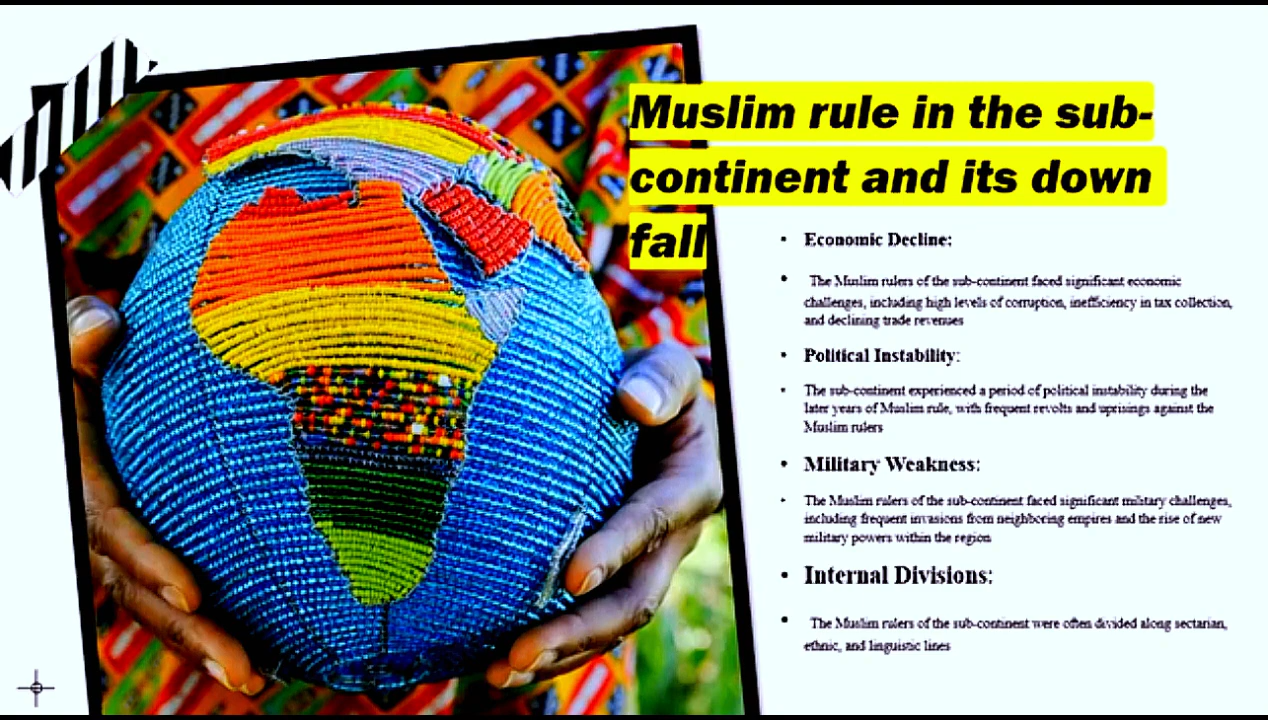 Muslim rule in the sub-
continent and its down
fall
• Economic Decline:
• The Muslim rulers of the sub-continent faced significant economic
challenges, including high levels of corruption, inefficiency in tax collection,
and declining trade revenues
• Political Instability:
• The sub-continent experienced a period of political instability during the
later years of Muslim rule, with frequent revolts and uprisings against the
Muslim rulers
• Military Weakness:
• The Muslim rulers of the sub-continent faced significant military challenges,
including frequent invasions from neighboring empires and the rise of new
military powers within the region
• Internal Divisions:
• The Muslim rulers of the sub-continent were often divided along sectarian,
ethnic, and linguistic lines